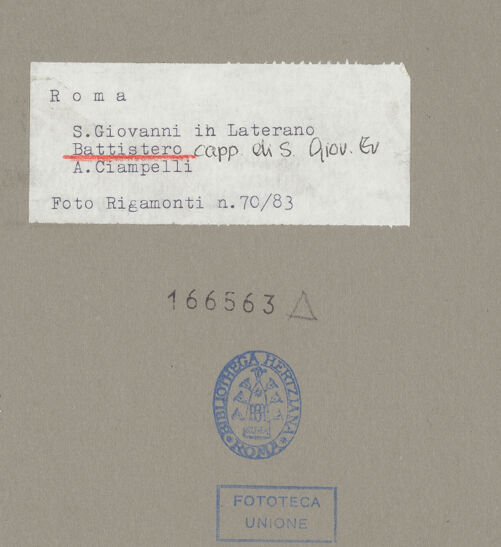 Roma
S.Giovanni in Laterano
Battistero capp. di S. Giov. Ev
A.Ciampelli
Foto Rigamonti n.70/83
166563
BIBLIOTHECA HERTZIANA
ROMA
FOTOTECA
UNIONE